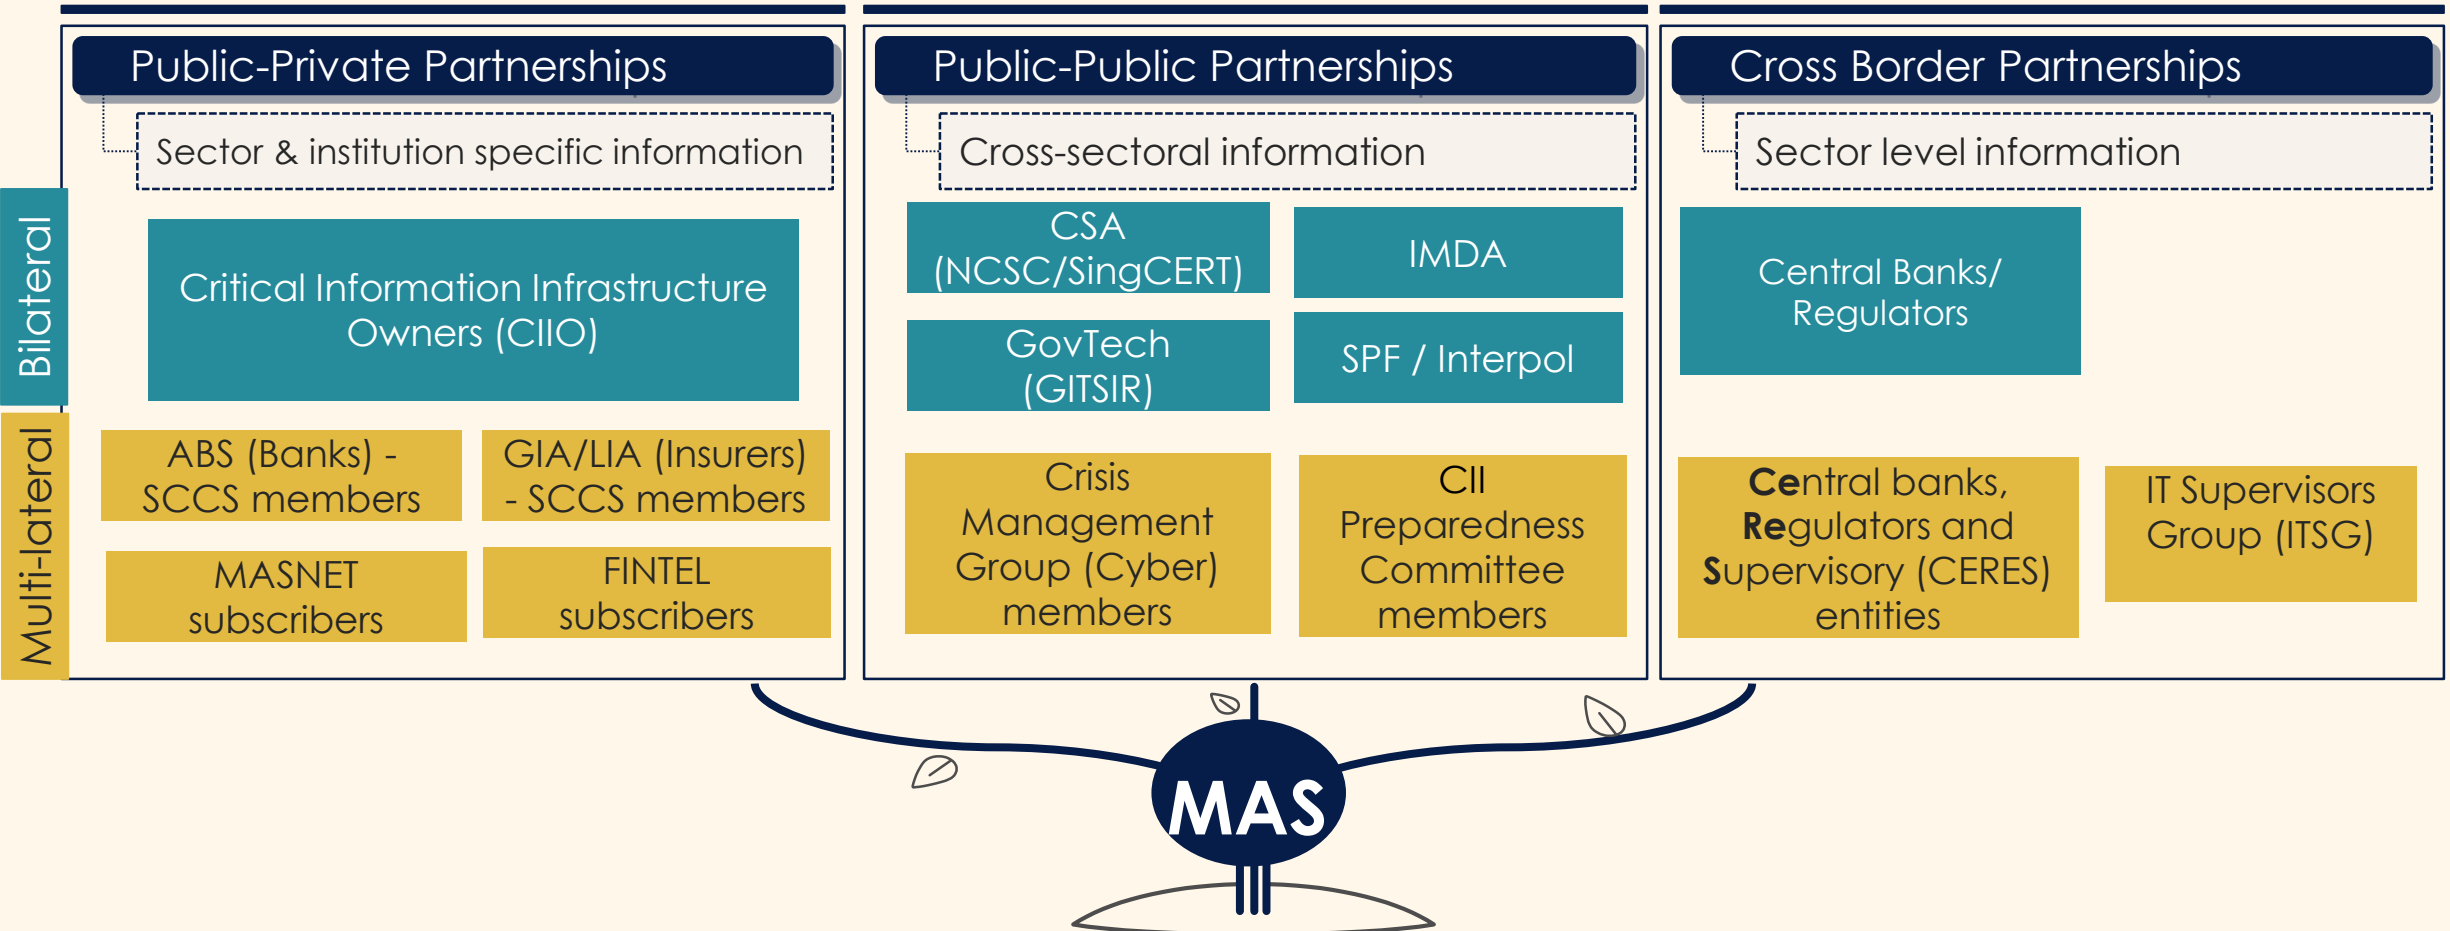 Public-Private Partnerships
Sector & institution specific information
Public-Public Partnerships
Cross-sectoral information
Cross Border Partnerships
Sector level information
Bilateral
Critical Information Infrastructure
Owners (CIIO)
CSA
(NCSC/SingCERT)
IMDA
GovTech
(GITSIR)
SPF / Interpol
Central Banks/
Regulators
Multi-lateral
ABS (Banks) -
SCCS members
GIA/LIA (Insurers)
- SCCS members
MASNET
subscribers
FINTEL
subscribers
Crisis
Management
Group (Cyber)
members
CII
Preparedness
Committee
members
Central banks,
Regulators and
Supervisory (CERES)
entities
IT Supervisors
Group (ITSG)
MAS